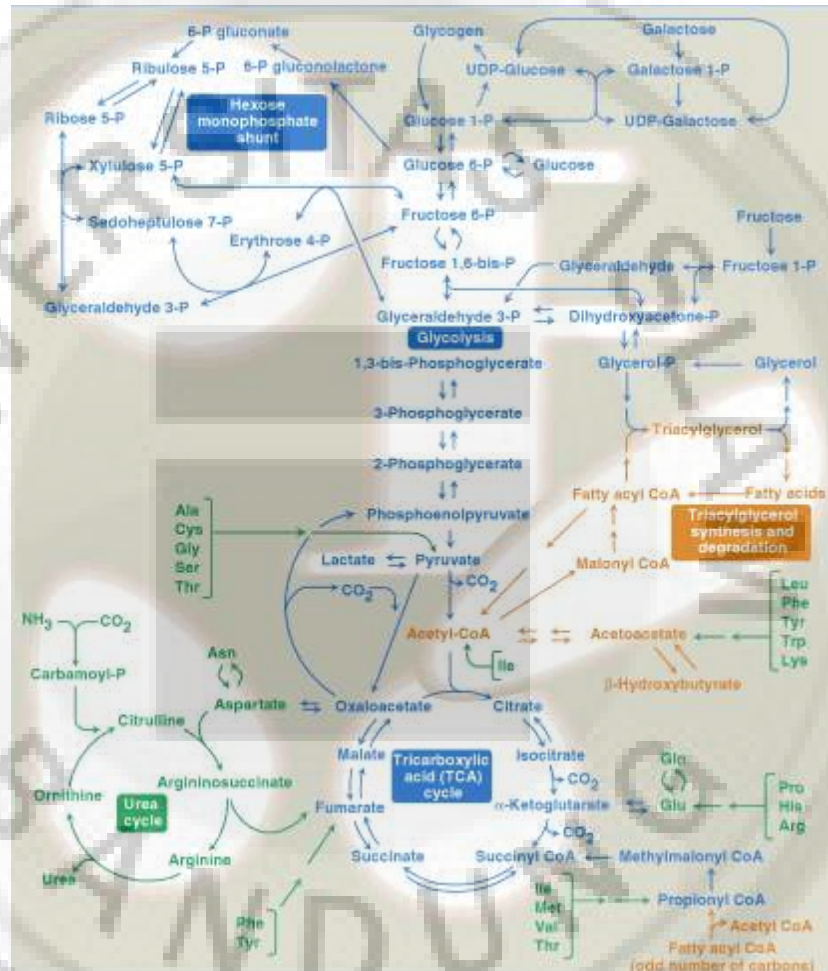 6-P gluconate
Glycogen
Galactose
Ribulose 5-P
6-P gluconolactone
UDP-Glucose
Galactose 1-P
Hexose
monophosphate
shunt
Ribose 5-P
Glucose 1-P
UDP-Galactose
Xylulose 5-P
Glucose 6-P
Glucose
Sedoheptulose 7-P
Fructose 6-P
Fructose
Erythrose 4-P
Fructose 1,6-bis-P
Glyceraldehyde
Fructose 1-P
Glyceraldehyde 3-P
Glyceraldehyde 3-P
Dihydroxyacetone-P
Glycolysis
1,3-bis-Phosphoglycerate
Glycerol-P
Glycerol
3-Phosphoglycerate
Triacylglycerol
2-Phosphoglycerate
Fatty acyl CoA
Fatty acids
Ala
Cys
Gly
Ser
Thr
Phosphoenolpyruvate
Triacylglycerol
synthesis and
degradation
Lactate
Pyruvate
Malonyl CoA
CO2
CO2
Leu
Phe
Tyr
Trp
Lys
NH3
CO2
Acetyl-CoA
Acetoacetate
Ile
Carbamoyl-P
Asn
β-Hydroxybutyrate
Aspartate
Oxaloacetate
Citrate
Citrulline
Malate
Tricarboxylic
acid (TCA)
cycle
Isocitrate
CO2
Argininosuccinate
Ornithine
Urea
cycle
Fumarate
α-Ketoglutarate
Gln
Glu
Pro
His
Arg
CO2
Arginine
Succinate
Succinyl CoA
Methylmalonyl CoA
Urea
Phe
Tyr
Ile
Met
Val
Thr
Propionyl CoA
Acetyl CoA
Fatty acyl CoA
(odd number of carbons)